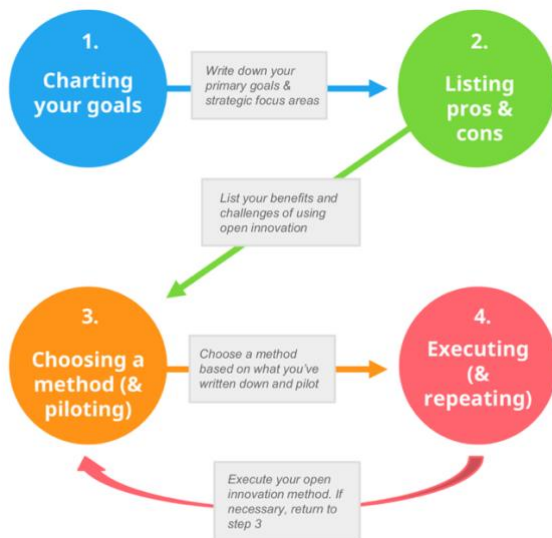 1.
Charting
your goals
Write down your
primary goals &
strategic focus areas
2.
Listing
pros &
cons
List your benefits and
challenges of using
open innovation
3.
Choosing a
method (&
piloting)
Choose a method
based on what you've
written down and pilot
4.
Executing
(&
repeating)
Execute your open
innovation method. If
necessary, return to
step 3